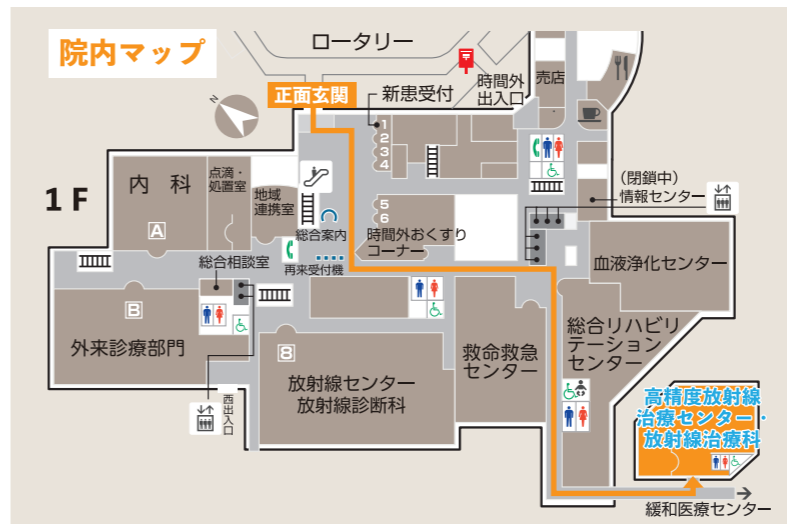 院内マップ
ロータリー
正面玄関
新患受付
時間外
出入口
売店
N
1
2
3
4
5
6
1F
内 科
点滴・
処置室
地域
連携室
A
総合案内
時間外おくすり
コーナー
再来受付機
(閉鎖中)
情報センター
血液浄化センター
総合相談室
B
外来診療部門
8
放射線センター
放射線診断科
救命救急
センター
総合リハビリ
テーション
センター
西出入口
高精度放射線
治療センター・
放射線治療科
緩和医療センター